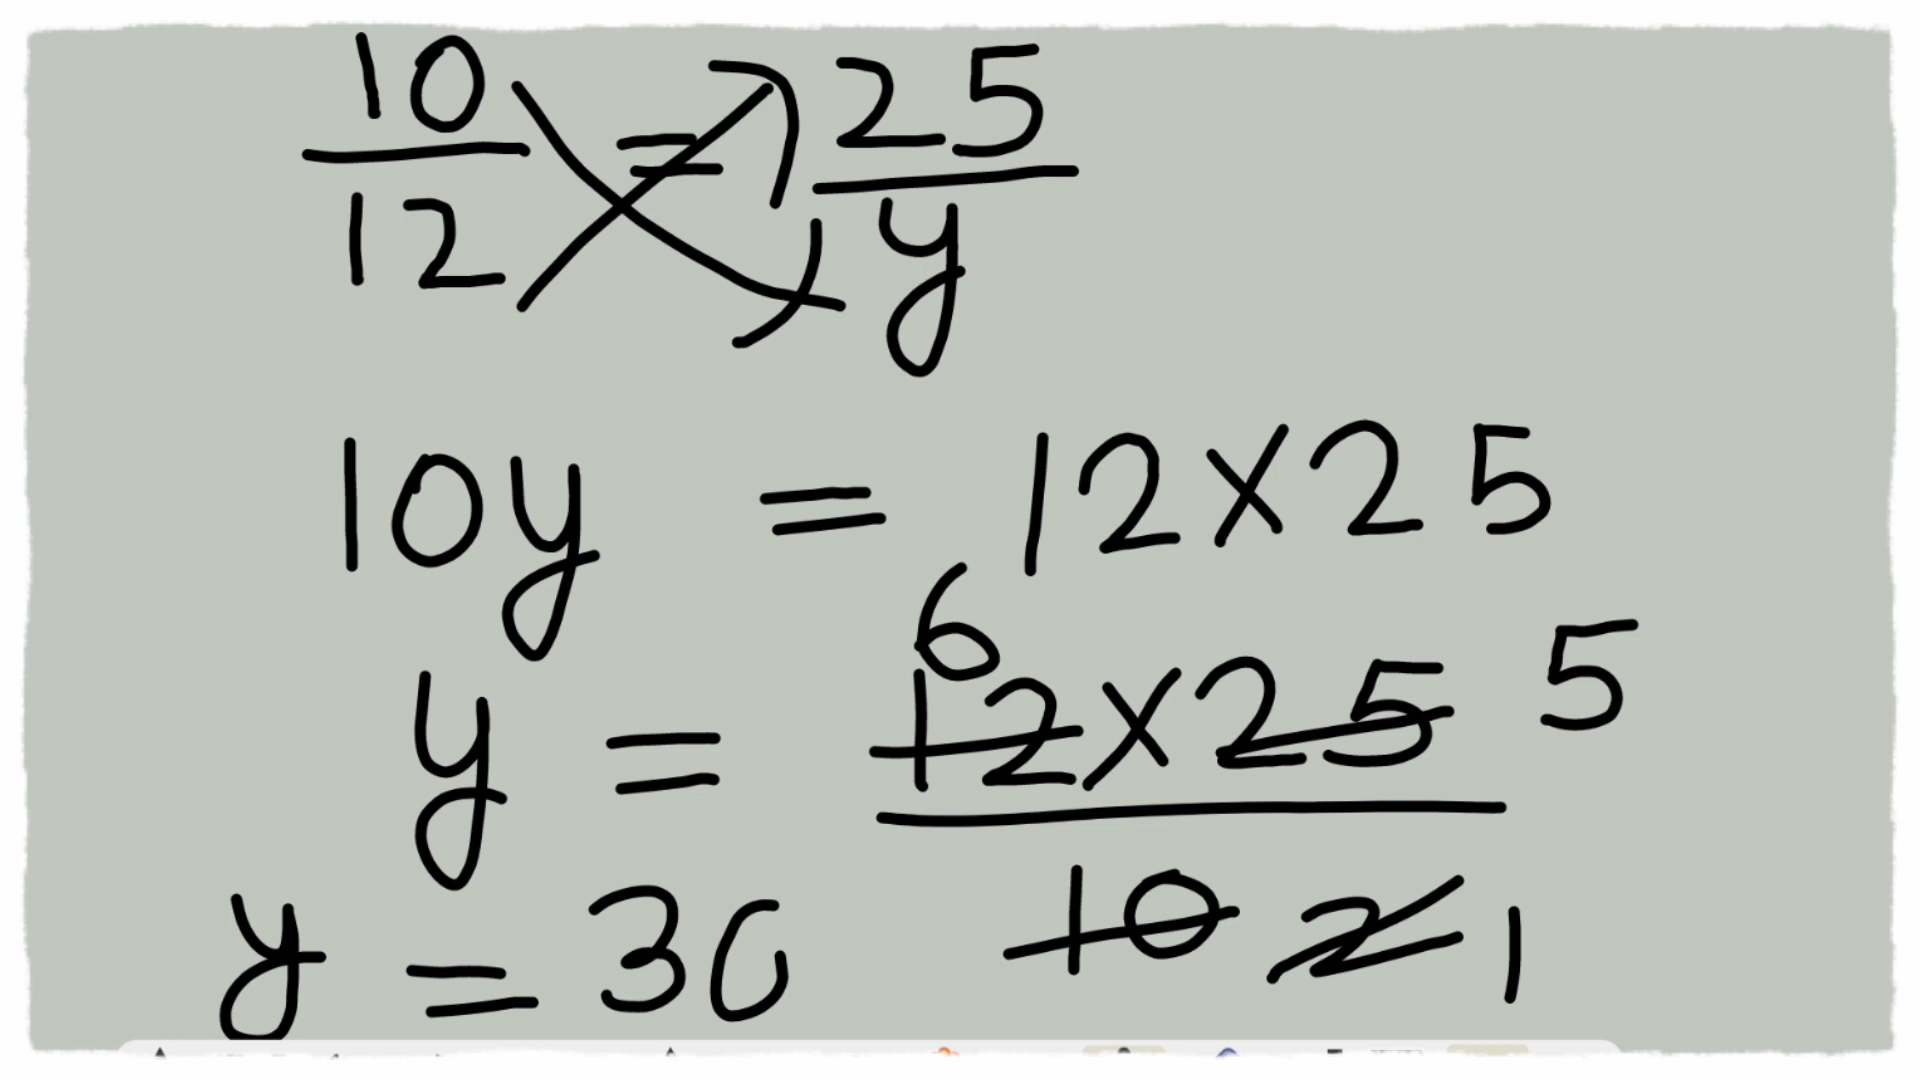 10/12 = 25/y
10y = 12×25
y = 12×25/10 6 5 2 1
y = 30